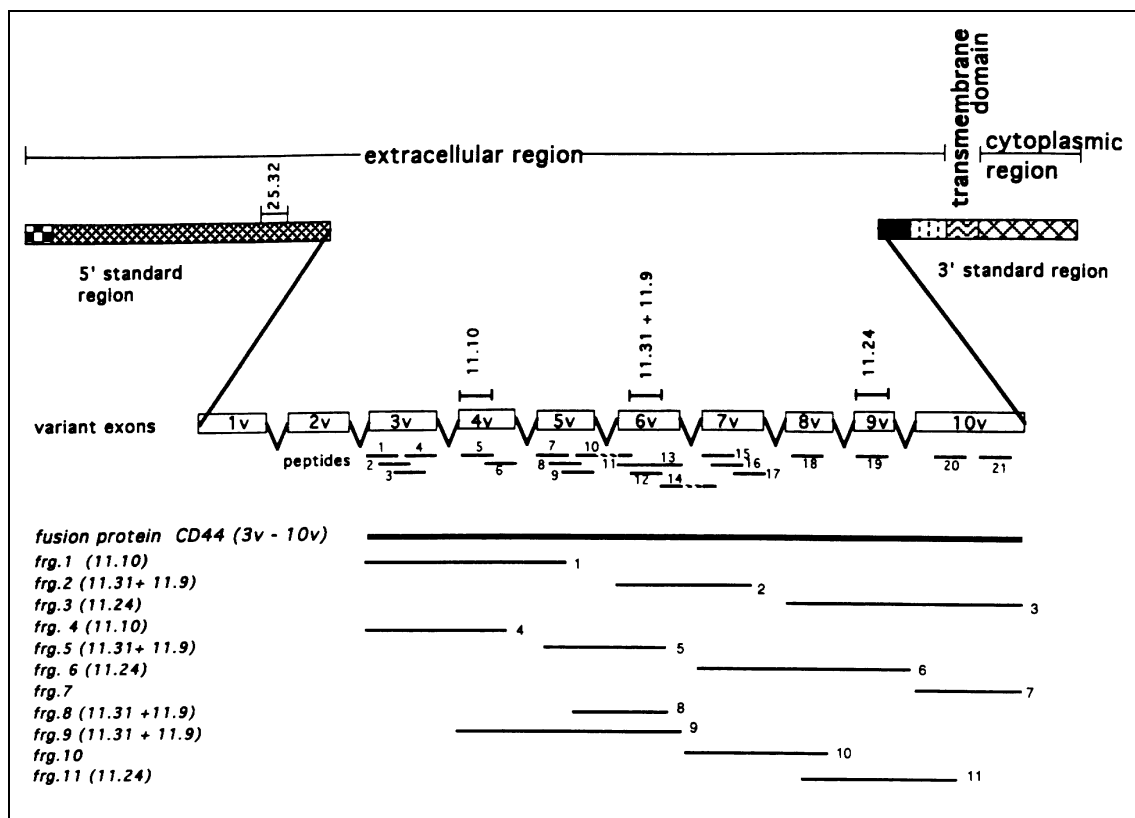 transmembrane
domain
extracellular region
cytoplasmic
region
25.32
5' standard
region
3' standard region
11.10
11.31 + 11.9
11.24
variant exons
1v 2v 3v 4v 5v 6v 7v 8v 9v 10v
peptides
1 4 5 7 10 15
2 6 8 11 13 16 18 19 20 21
3 9 12 14 17
fusion protein CD44 (3v - 10v)
frg.1 (11.10) 1
frg.2 (11.31+ 11.9) 2
frg.3 (11.24) 3
frg. 4 (11.10) 4
frg.5 (11.31+ 11.9) 5
frg. 6 (11.24) 6
frg.7 7
frg.8 (11.31 +11.9) 8
frg.9 (11.31 + 11.9) 9
frg.10 10
frg.11 (11.24) 11